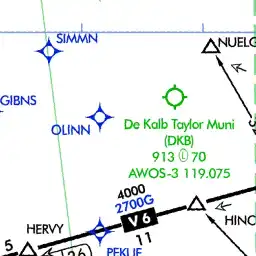 SIMMN
NUELG
GIBNS
OLINN
De Kalb Taylor Muni
(DKB)
913 Ⓛ 70
AWOS-3 119.075
4000
2700G
V 6
HERVY
HINC
11
5
26